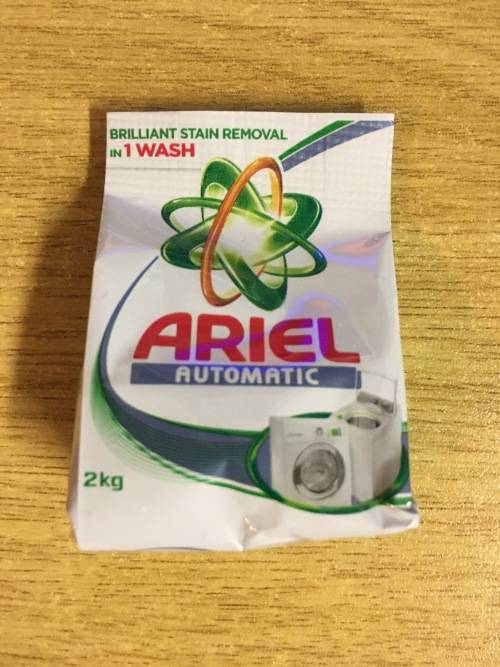 BRILLIANT STAIN REMOVAL
IN 1 WASH
ARIEL
AUTOMATIC
2kg